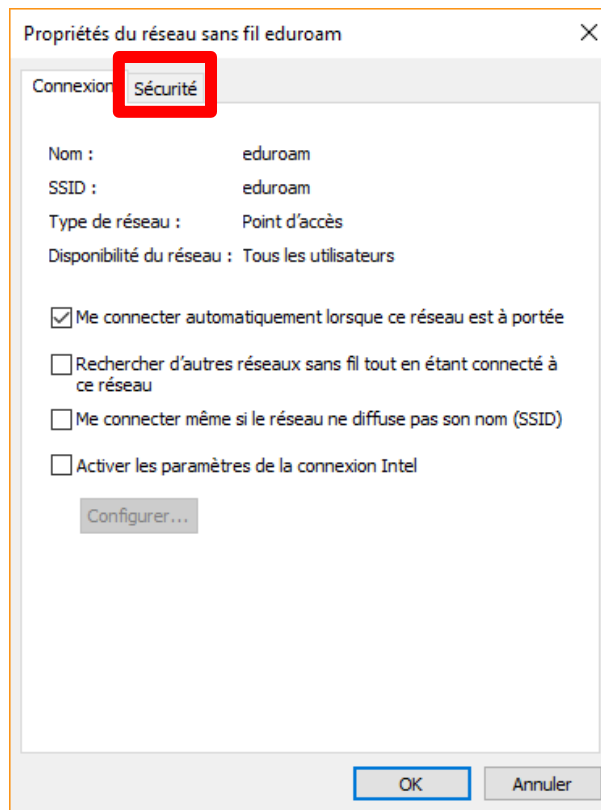 Propriétés du réseau sans fil eduroam
Connexion Sécurité
Nom : eduroam
SSID : eduroam
Type de réseau : Point d’accès
Disponibilité du réseau : Tous les utilisateurs
Me connecter automatiquement lorsque ce réseau est à portée
Rechercher d’autres réseaux sans fil tout en étant connecté à
ce réseau
Me connecter même si le réseau ne diffuse pas son nom (SSID)
Activer les paramètres de la connexion Intel
Configurer...
OK Annuler